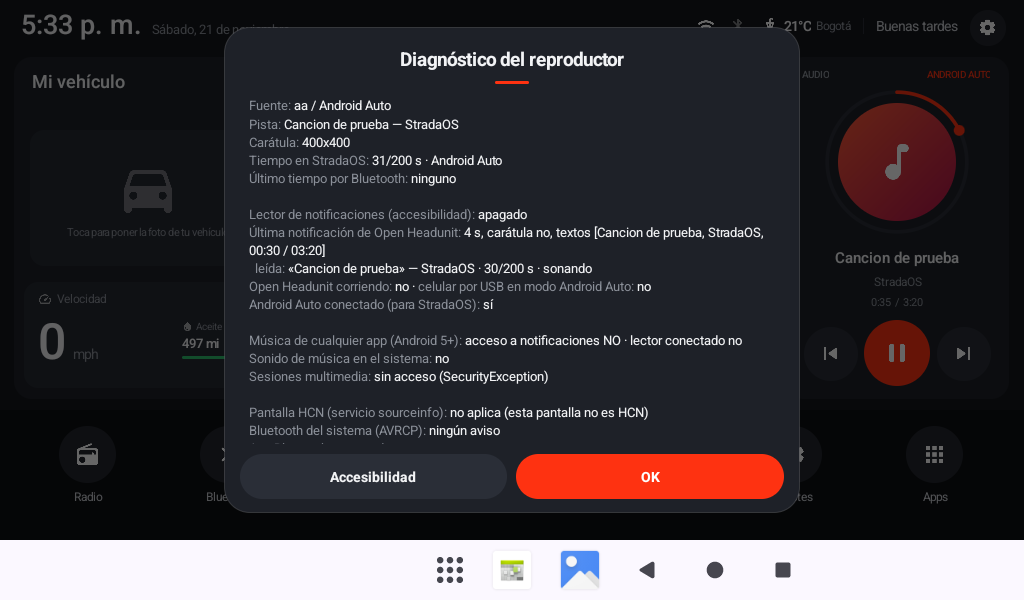 5:33 p. m. Sábado, 21 de
21°C Bogotá Buenas tardes
Mi vehículo
AUDIO ANDROID AUTO
Diagnóstico del reproductor
Fuente: aa / Android Auto
Pista: Cancion de prueba — StradaOS
Carátula: 400x400
Tiempo en StradaOS: 31/200 s · Android Auto
Último tiempo por Bluetooth: ninguno
Lector de notificaciones (accesibilidad): apagado
Última notificación de Open Headunit: 4 s, carátula no, textos [Cancion de prueba, StradaOS,
00:30 / 03:20]
leída: «Cancion de prueba» — StradaOS · 30/200 s · sonando
Open Headunit corriendo: no · celular por USB en modo Android Auto: no
Android Auto conectado (para StradaOS): sí
Música de cualquier app (Android 5+): acceso a notificaciones NO · lector conectado no
Sonido de música en el sistema: no
Sesiones multimedia: sin acceso (SecurityException)
Pantalla HCN (servicio sourceinfo): no aplica (esta pantalla no es HCN)
Bluetooth del sistema (AVRCP): ningún aviso
Accesibilidad
OK
Toca para poner la foto de tu
Velocidad
0 mph
Aceite
497 mi
Cancion de prueba
StradaOS
0:35 / 3:20
Radio
Apps